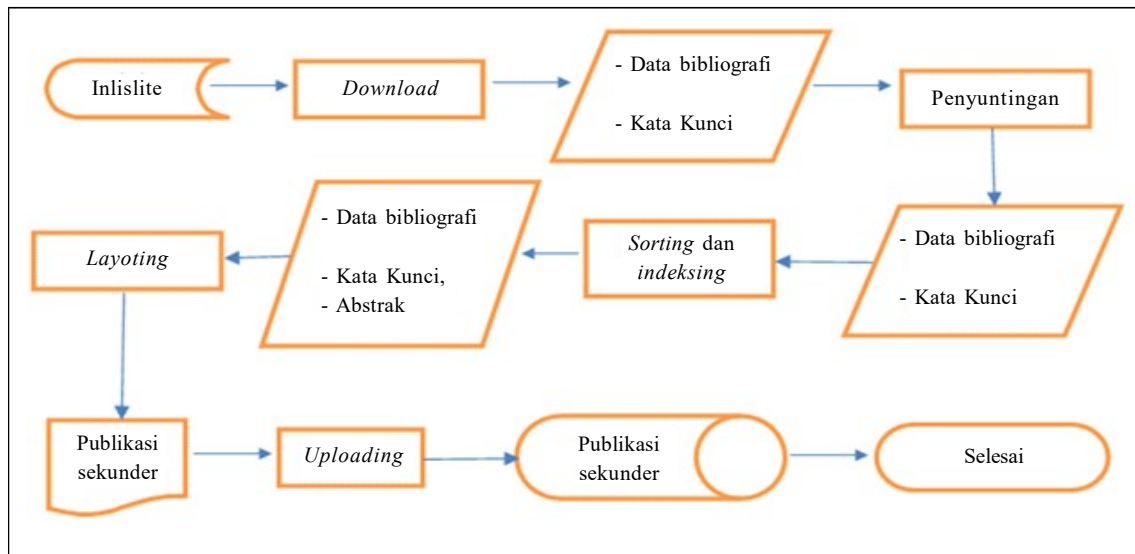 Inlislite
Download
- Data bibliografi
- Kata Kunci
Penyuntingan
- Data bibliografi
- Kata Kunci
Sorting dan
indeksing
- Data bibliografi
- Kata Kunci,
- Abstrak
Layoting
Publikasi
sekunder
Uploading
Publikasi
sekunder
Selesai